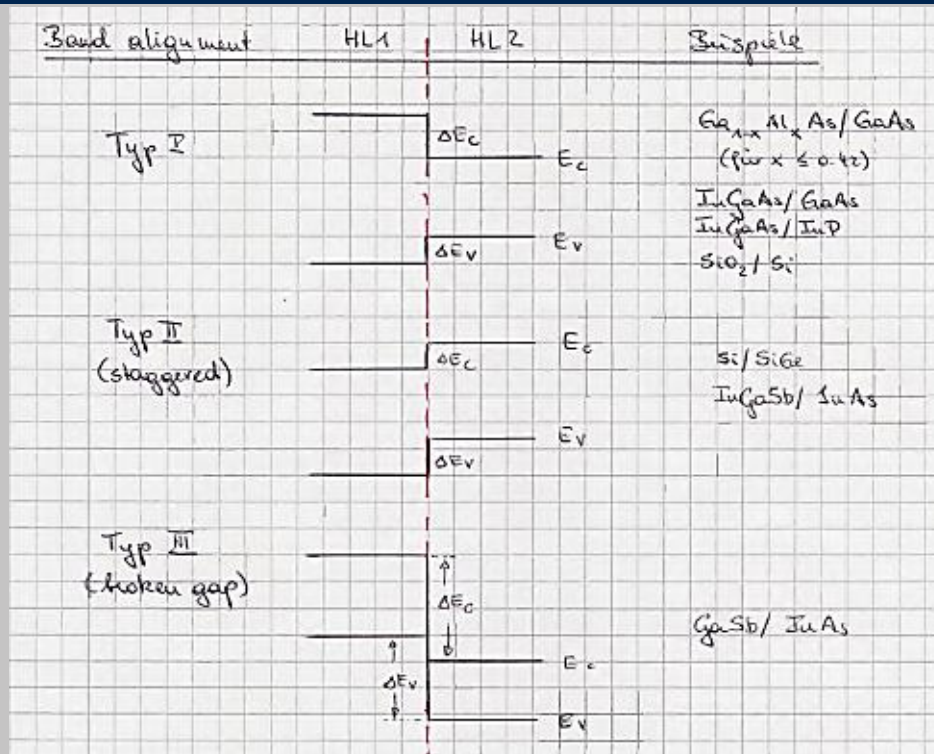 Band alignment HL1 HL2 Beispiele
Ga₁₋ₓ Alₓ As/GaAs
Typ I ΔEc
Ec (für x ≤ 0.42)
InGaAs/GaAs
InGaAs/InP
ΔEv Ev
SiO₂/Si
Typ II
(staggered) ΔEc Ec Si/SiGe
InGaSb/InAs
Ev
ΔEv
Typ III
(broken gap)
ΔEc
GaSb/InAs
Ec
ΔEv
Ev